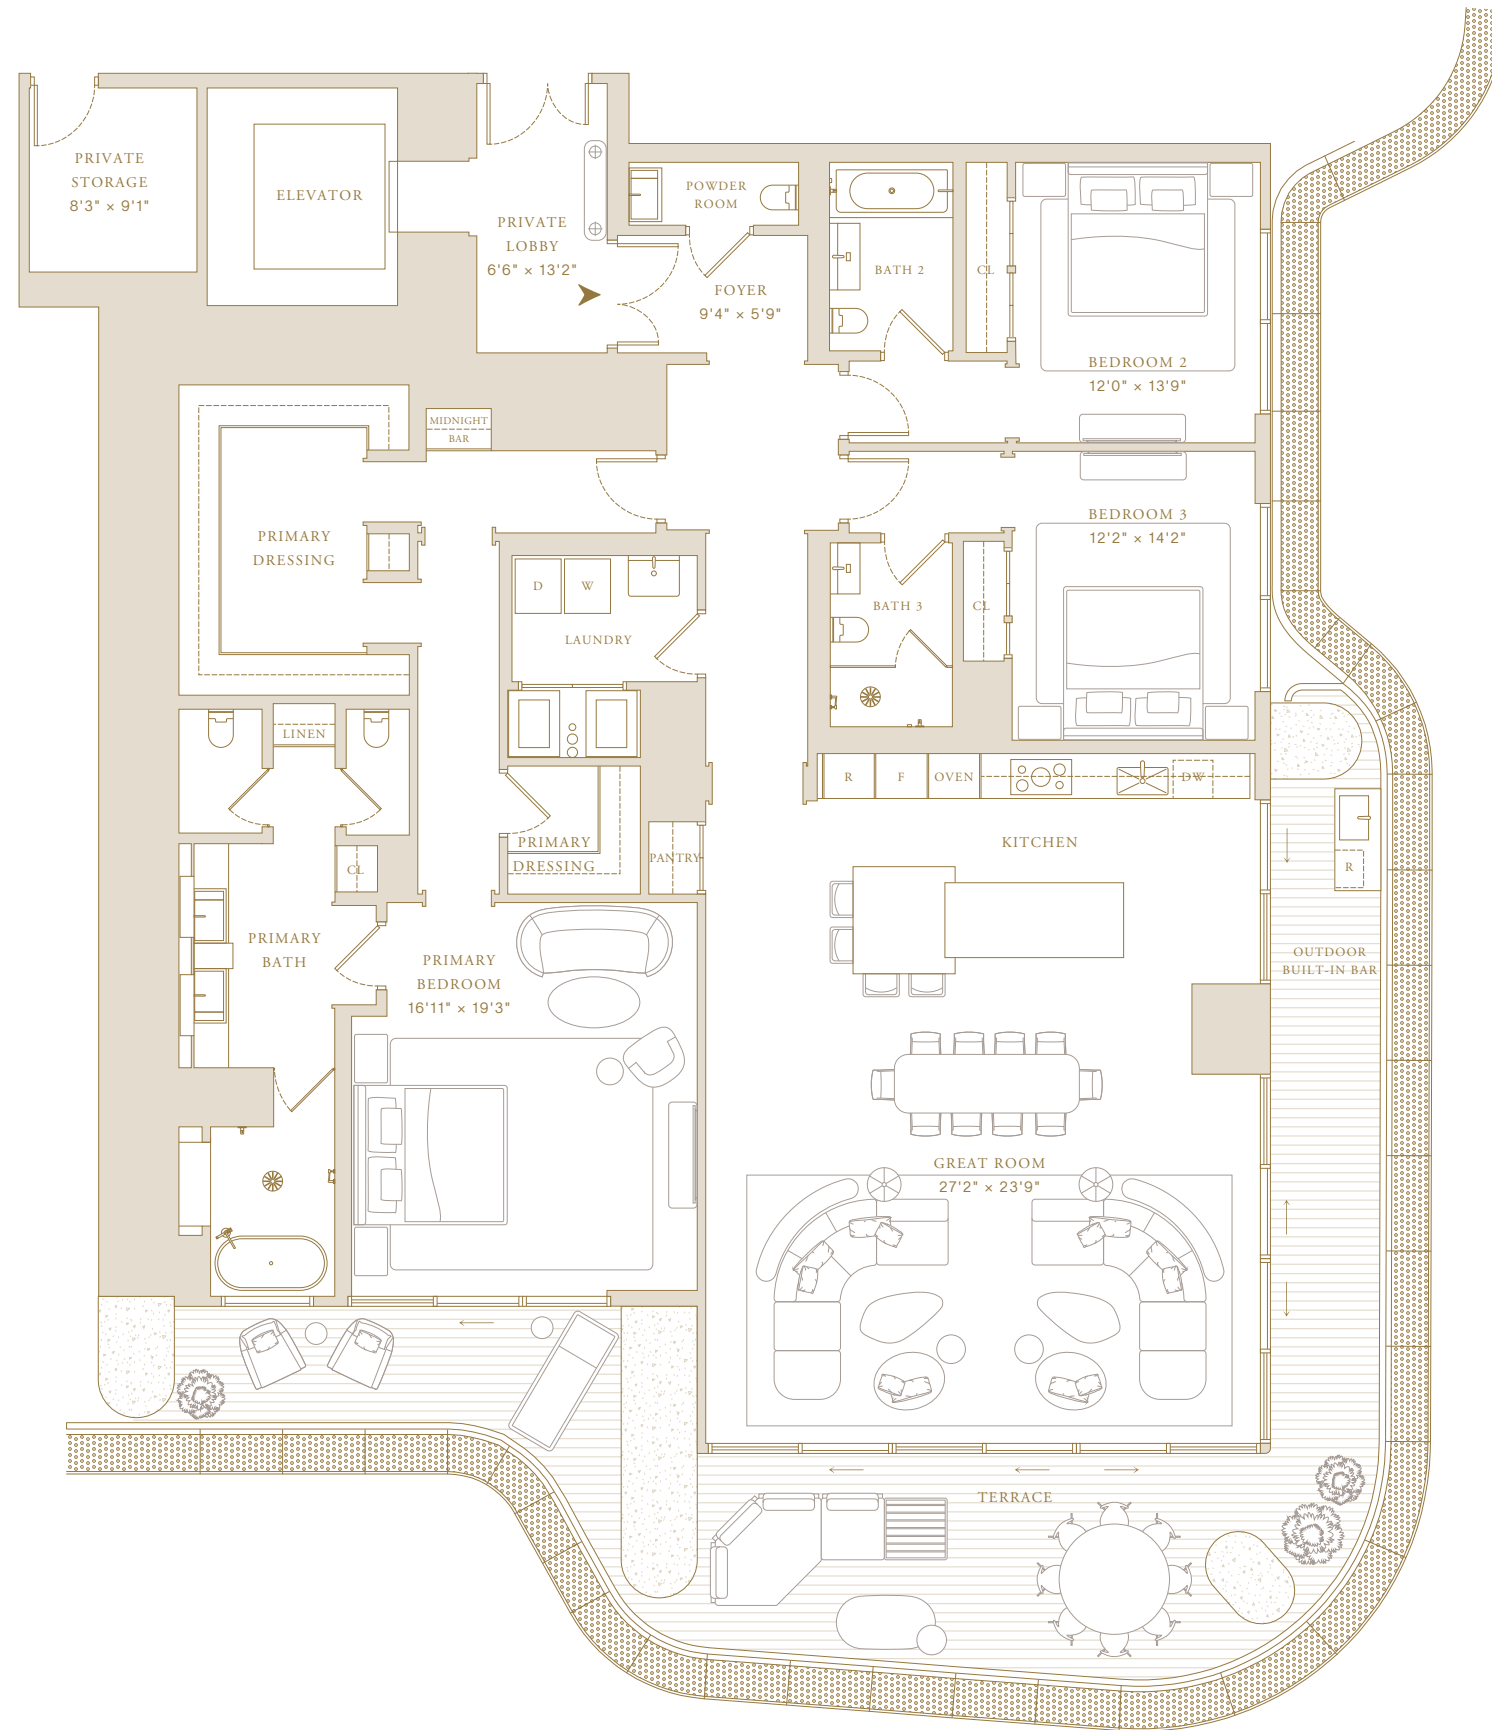 PRIVATE
STORAGE
8'3" × 9'1"
ELEVATOR
PRIVATE
LOBBY
6'6" × 13'2"
POWDER
ROOM
FOYER
9'4" × 5'9"
BATH 2
CL
BEDROOM 2
12'0" × 13'9"
MIDNIGHT
BAR
PRIMARY
DRESSING
BEDROOM 3
12'2" × 14'2"
D
W
LAUNDRY
BATH 3
CL
LINEN
R
F
OVEN
DW
KITCHEN
PRIMARY
DRESSING
PANTRY
CL
R
PRIMARY
BATH
PRIMARY
BEDROOM
16'11" × 19'3"
OUTDOOR
BUILT-IN BAR
GREAT ROOM
27'2" × 23'9"
TERRACE